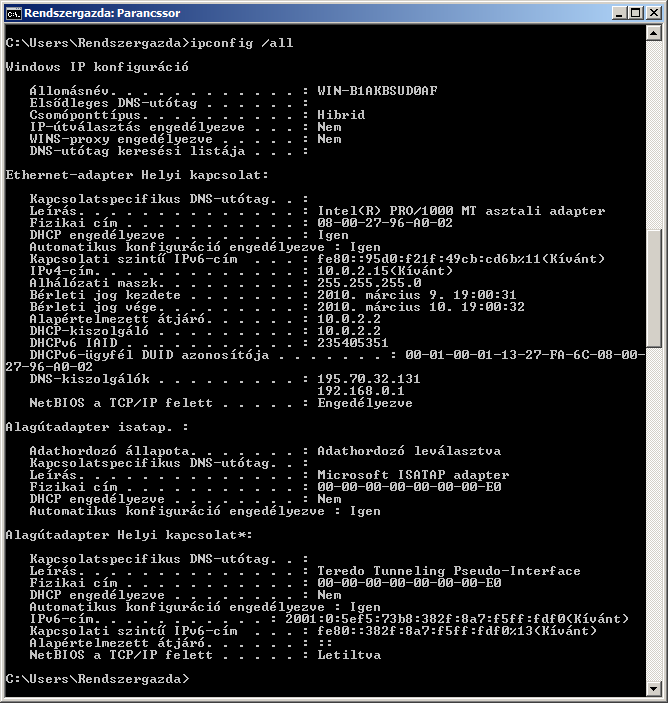 Rendszergazda: Parancssor
C:\Users\Rendszergazda>ipconfig /all
Windows IP konfiguráció
Állomásnév. . . . . . . . . . . . : WIN-B1AKBSUD0AF
Elsődleges DNS-utótag . . . . . . :
Csomóponttípus. . . . . . . . . . : Hibrid
IP-útválasztás engedélyezve . . . : Nem
WINS-proxy engedélyezve . . . . . : Nem
DNS-utótag keresési listája . . . :
Ethernet-adapter Helyi kapcsolat:
Kapcsolatspecifikus DNS-utótag. . :
Leírás. . . . . . . . . . . . . . : Intel(R) PRO/1000 MT asztali adapter
Fizikai cím . . . . . . . . . . . : 08-00-27-96-A0-02
DHCP engedélyezve . . . . . . . . : Igen
Automatikus konfiguráció engedélyezve : Igen
Kapcsolati szintű IPv6-cím . . . : fe80::95d0:f21f:49cb:cd6b%11(Kívánt)
IPv4-cím. . . . . . . . . . . . . : 10.0.2.15(Kívánt)
Alhálózati maszk. . . . . . . . . : 255.255.255.0
Bérleti jog kezdete . . . . . . . : 2010. március 9. 19:00:31
Bérleti jog vége. . . . . . . . . : 2010. március 10. 19:00:32
Alapértelmezett átjáró. . . . . . : 10.0.2.2
DHCP-kiszolgáló . . . . . . . . . : 10.0.2.2
DHCPv6 IAID . . . . . . . . . . . : 235405351
DHCPv6-ügyfél DUID azonosítója . . . . . . . : 00-01-00-01-13-27-FA-6C-08-00-
27-96-A0-02
DNS-kiszolgálók . . . . . . . . . : 195.70.32.131
192.168.0.1
NetBIOS a TCP/IP felett . . . . . : Engedélyezve
Alagútadapter isatap. :
Adathordozó állapota. . . . . . . : Adathordozó leválasztva
Kapcsolatspecifikus DNS-utótag. . :
Leírás. . . . . . . . . . . . . . : Microsoft ISATAP adapter
Fizikai cím . . . . . . . . . . . : 00-00-00-00-00-00-00-E0
DHCP engedélyezve . . . . . . . . : Nem
Automatikus konfiguráció engedélyezve : Igen
Alagútadapter Helyi kapcsolat*:
Kapcsolatspecifikus DNS-utótag. . :
Leírás. . . . . . . . . . . . . . : Teredo Tunneling Pseudo-Interface
Fizikai cím . . . . . . . . . . . : 00-00-00-00-00-00-00-E0
DHCP engedélyezve . . . . . . . . : Nem
Automatikus konfiguráció engedélyezve : Igen
IPv6-cím. . . . . . . . . . . : 2001:0:5ef5:73b8:382f:8a7:f5ff:fdf0(Kívánt)
Kapcsolati szintű IPv6-cím . . . : fe80::382f:8a7:f5ff:fdf0%13(Kívánt)
Alapértelmezett átjáró. . . . . . : ::
NetBIOS a TCP/IP felett . . . . . : Letiltva
C:\Users\Rendszergazda>